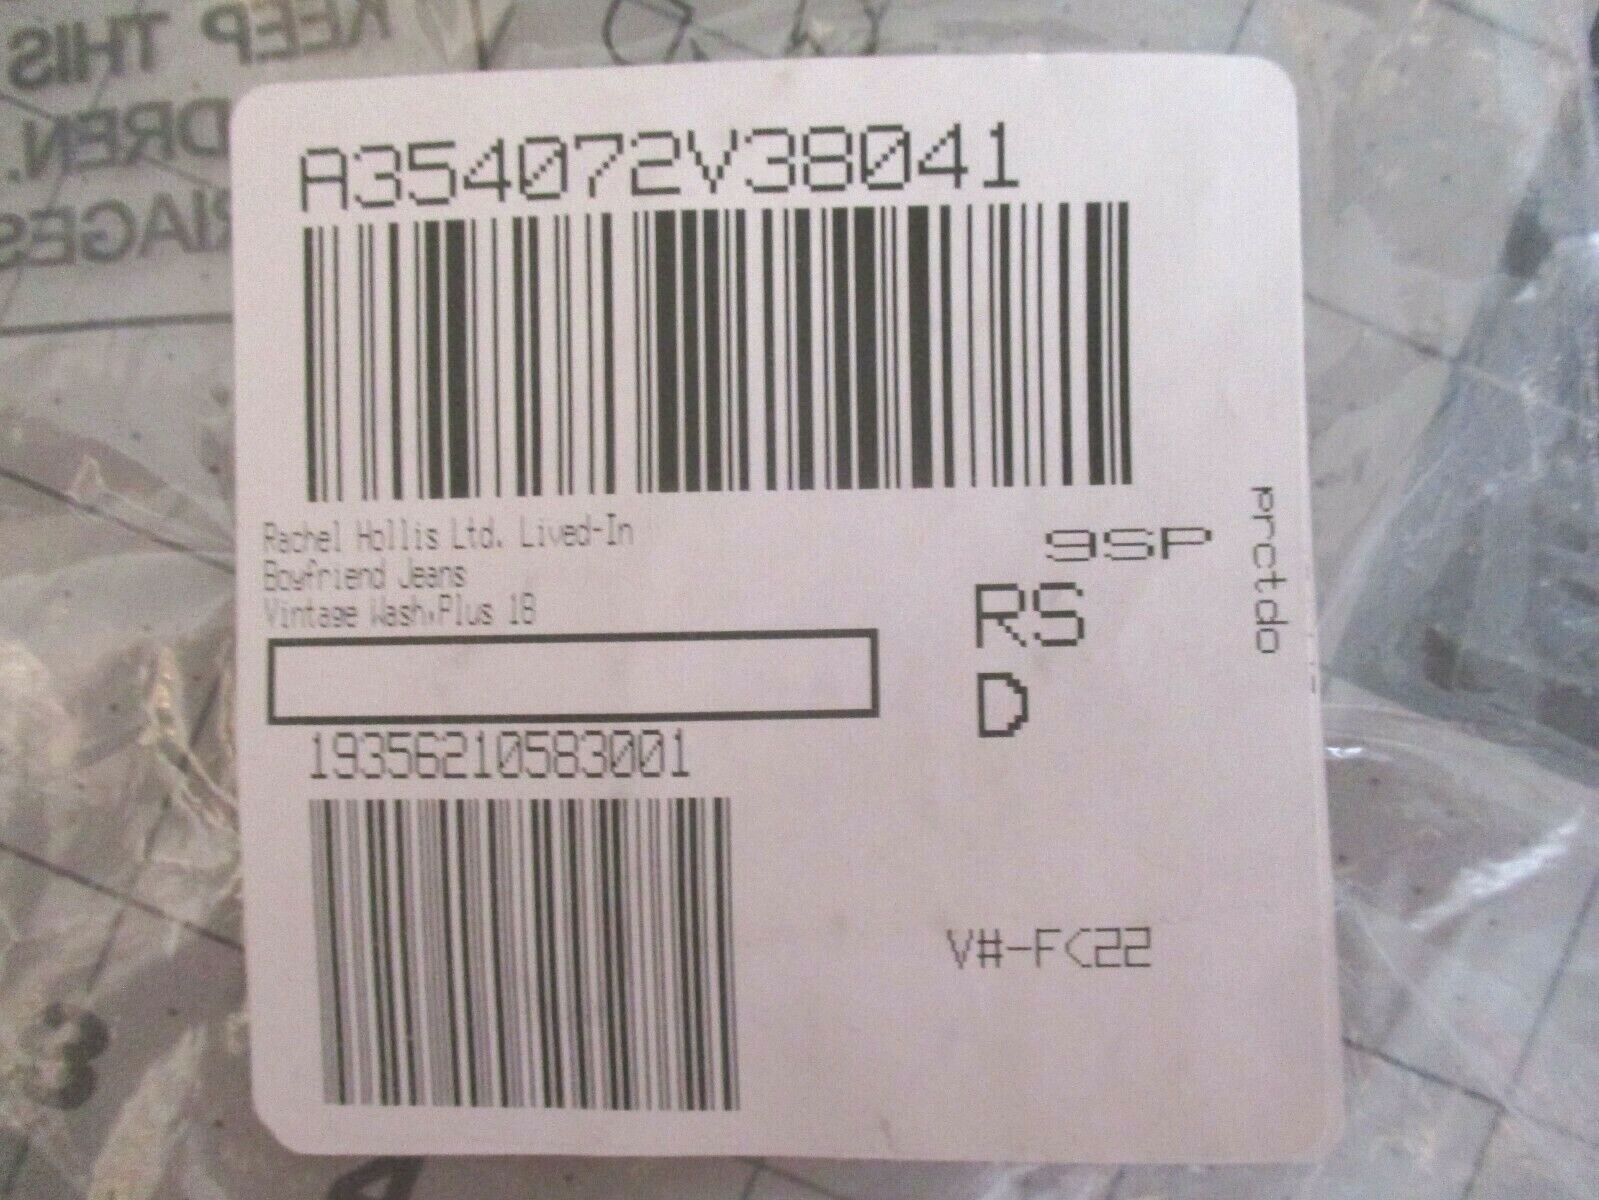 KEEP THIS
DREN.
RIAGES
A354072V38041
Rachel Hollis Ltd. Lived-In
Boyfriend Jeans
Vintage Wash,Plus 18
9SP
RS
D
prctdo
19356210583001
V#-F<22